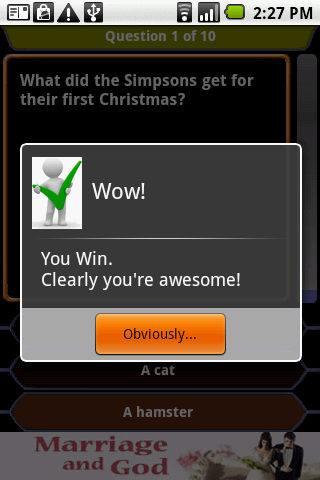 2:27 PM
Question 1 of 10
What did the Simpsons get for
their first Christmas?
Wow!
You Win.
Clearly you're awesome!
Obviously...
A cat
A hamster
Marriage
and God